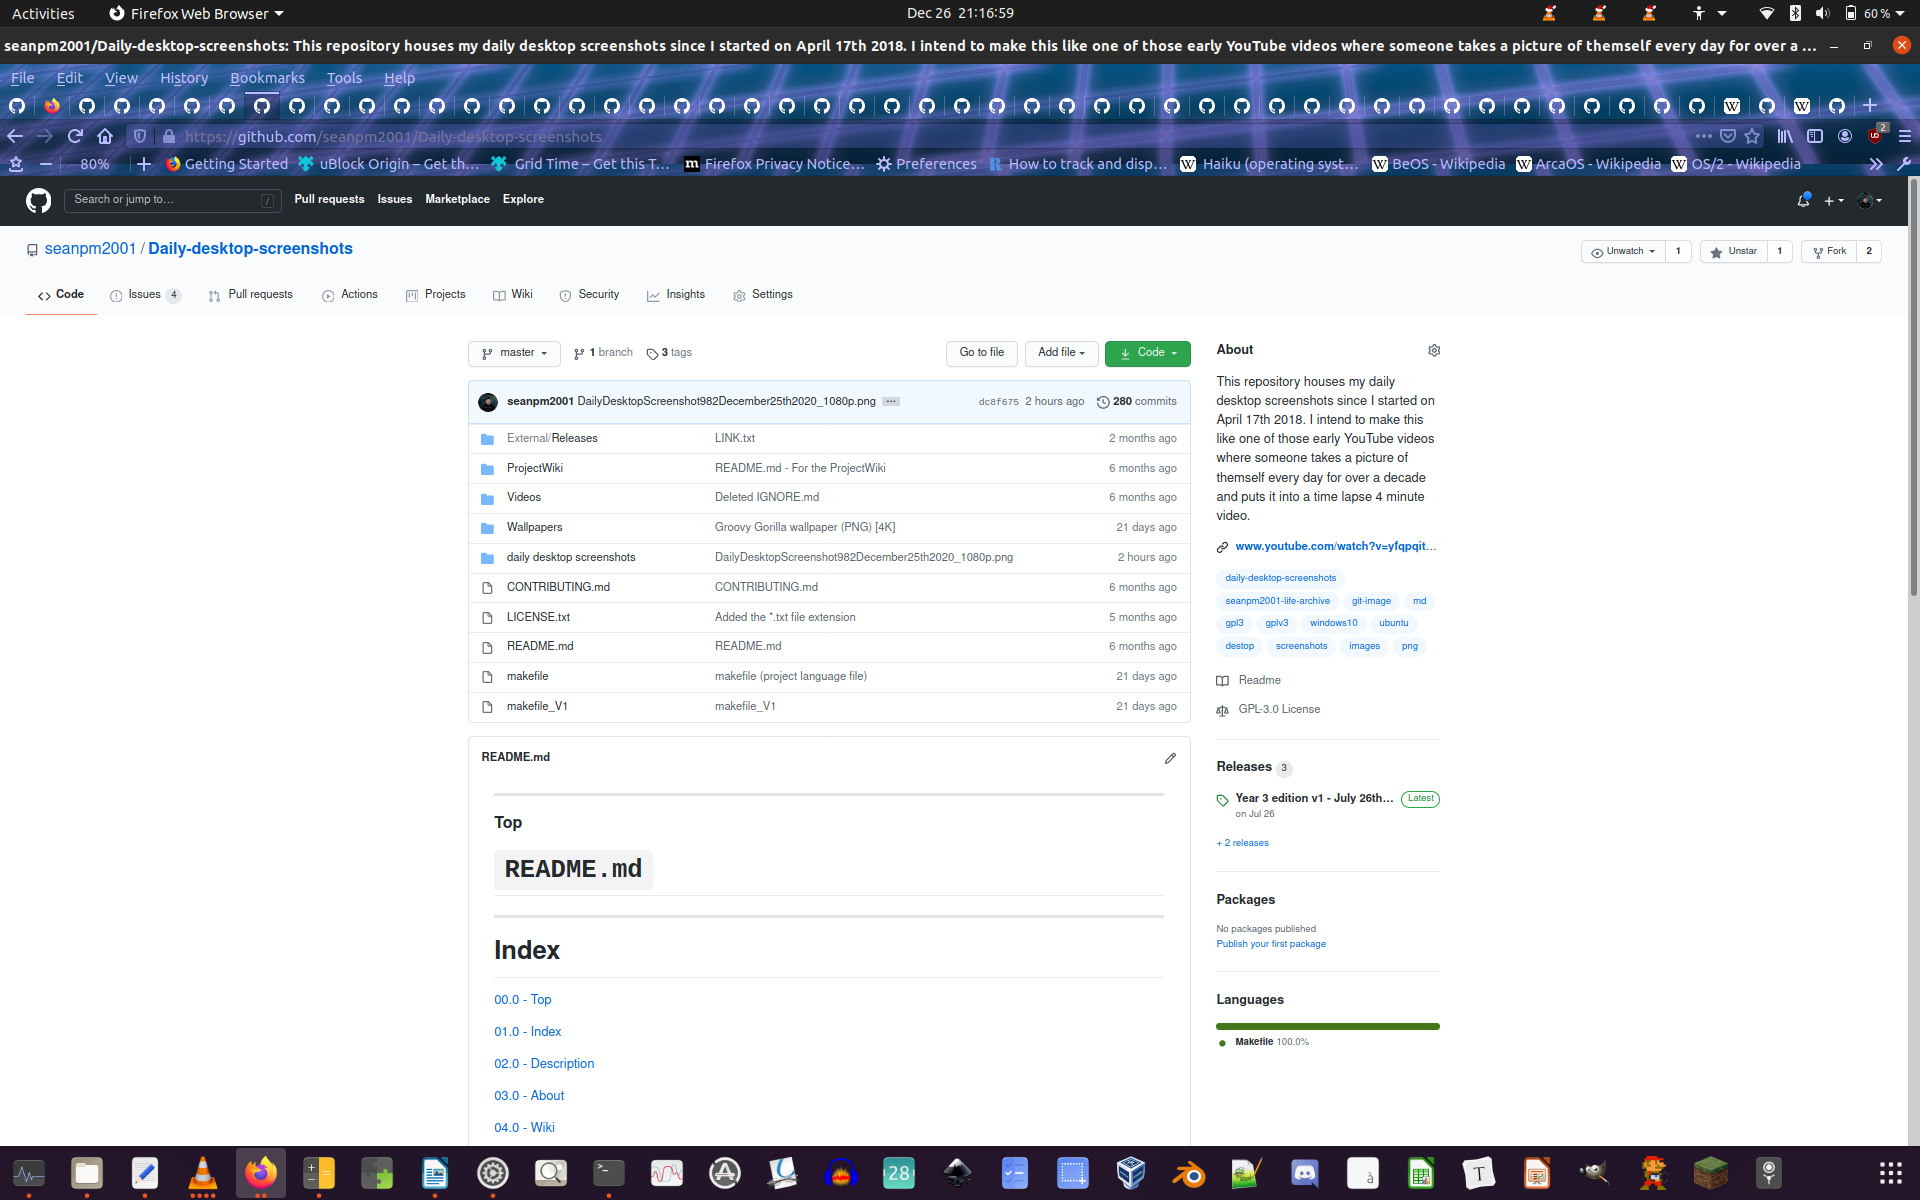 Activities Firefox Web Browser Dec 26 21:16:59 60 %
seanpm2001/Daily-desktop-screenshots: This repository houses my daily desktop screenshots since I started on April 17th 2018. I intend to make this like one of those early YouTube videos where someone takes a picture of themself every day for over a ...
File Edit View History Bookmarks Tools Help
https://github.com/seanpm2001/Daily-desktop-screenshots 2
80% Getting Started uBlock Origin – Get th… Grid Time – Get this T… Firefox Privacy Notice… Preferences How to track and disp… Haiku (operating syst… BeOS - Wikipedia ArcaOS - Wikipedia OS/2 - Wikipedia
Search or jump to… / Pull requests Issues Marketplace Explore
seanpm2001 / Daily-desktop-screenshots Unwatch 1 Unstar 1 Fork 2
Code Issues 4 Pull requests Actions Projects Wiki Security Insights Settings
master 1 branch 3 tags Go to file Add file Code
seanpm2001 DailyDesktopScreenshot982December25th2020_1080p.png ... dc8f675 2 hours ago 280 commits
External/Releases LINK.txt 2 months ago
ProjectWiki README.md - For the ProjectWiki 6 months ago
Videos Deleted IGNORE.md 6 months ago
Wallpapers Groovy Gorilla wallpaper (PNG) [4K] 21 days ago
daily desktop screenshots DailyDesktopScreenshot982December25th2020_1080p.png 2 hours ago
CONTRIBUTING.md CONTRIBUTING.md 6 months ago
LICENSE.txt Added the *.txt file extension 5 months ago
README.md README.md 6 months ago
makefile makefile (project language file) 21 days ago
makefile_V1 makefile_V1 21 days ago
README.md
Top
README.md
Index
00.0 - Top
01.0 - Index
02.0 - Description
03.0 - About
04.0 - Wiki
About
This repository houses my daily
desktop screenshots since I started on
April 17th 2018. I intend to make this
like one of those early YouTube videos
where someone takes a picture of
themself every day for over a decade
and puts it into a time lapse 4 minute
video.
www.youtube.com/watch?v=yfqpqit...
daily-desktop-screenshots
seanpm2001-life-archive git-image md
gpl3 gplv3 windows10 ubuntu
destop screenshots images png
Readme
GPL-3.0 License
Releases 3
Year 3 edition v1 - July 26th... Latest
on Jul 26
+ 2 releases
Packages
No packages published
Publish your first package
Languages
Makefile 100.0%
28